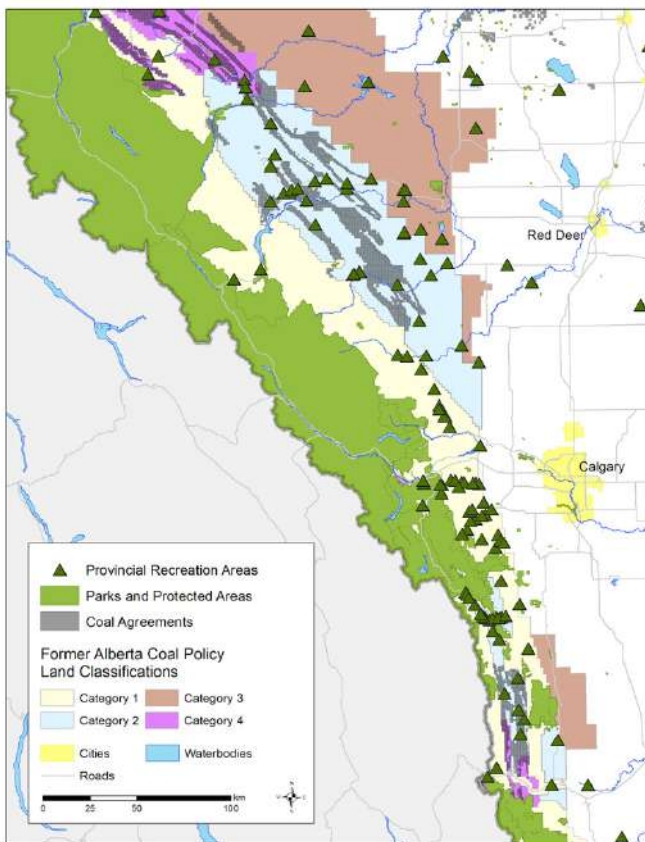 Red Deer
Calgary
Provincial Recreation Areas
Parks and Protected Areas
Coal Agreements
Former Alberta Coal Policy
Land Classifications
Category 1
Category 3
Category 2
Category 4
Cities
Waterbodies
Roads
km
0 25 50 100
N